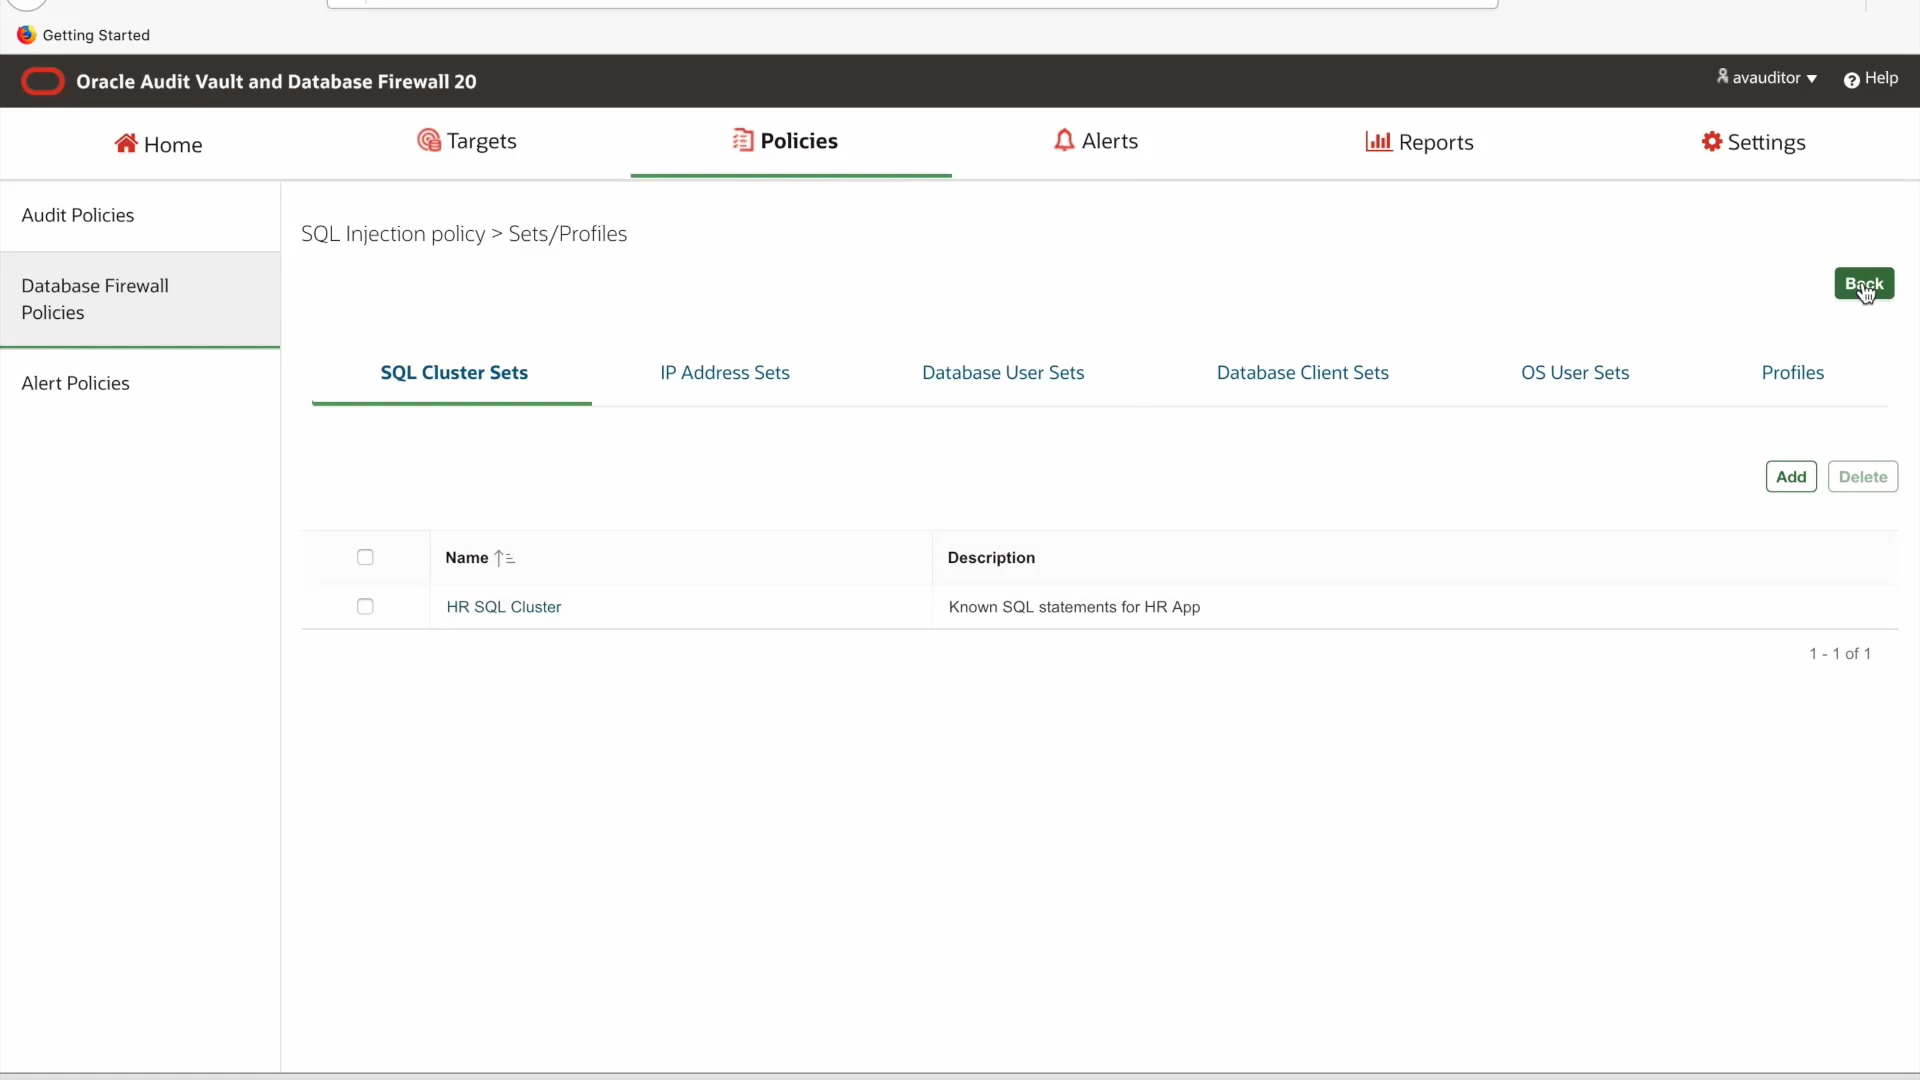 Getting Started
Oracle Audit Vault and Database Firewall 20
avauditor
Help
Home
Targets
Policies
Alerts
Reports
Settings
Audit Policies
Database Firewall
Policies
Alert Policies
SQL Injection policy > Sets/Profiles
Back
SQL Cluster Sets
IP Address Sets
Database User Sets
Database Client Sets
OS User Sets
Profiles
Add
Delete
Name
Description
HR SQL Cluster
Known SQL statements for HR App
1 - 1 of 1